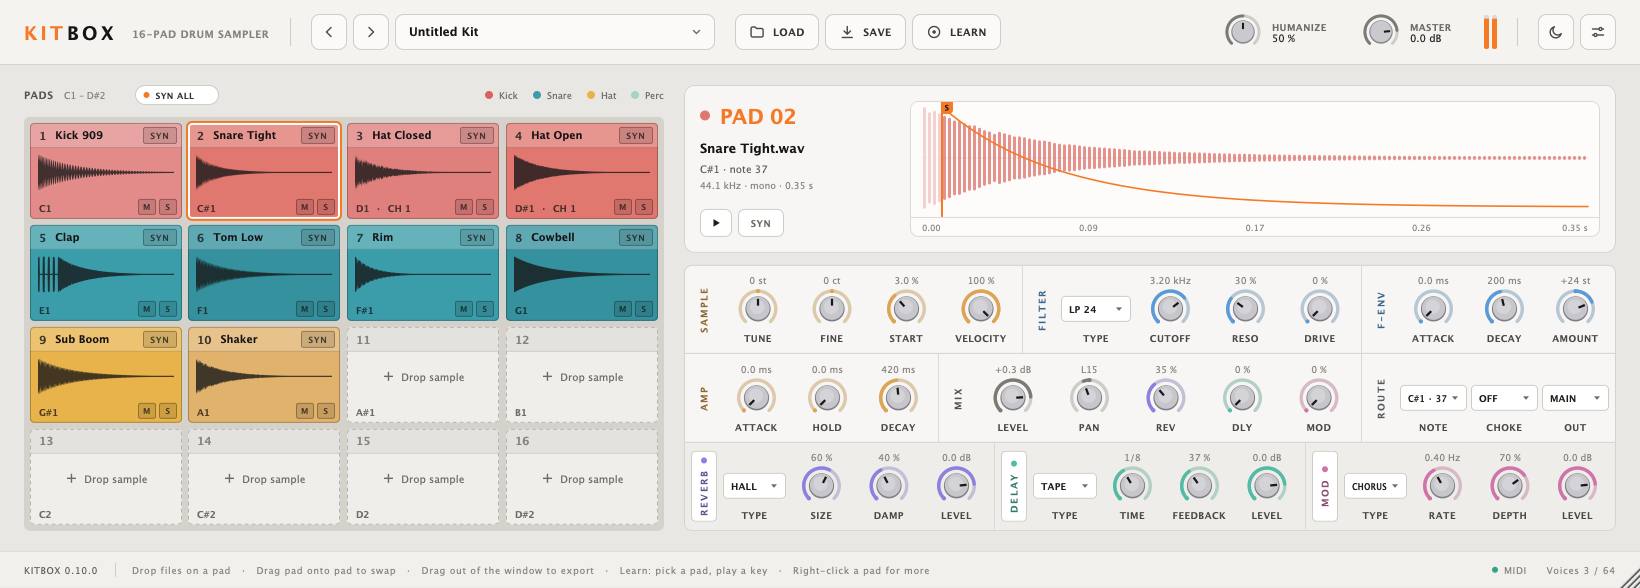 KITBOX 16-PAD DRUM SAMPLER Untitled Kit LOAD SAVE LEARN HUMANIZE 50 % MASTER 0.0 dB
PADS C1 – D#2 SYN ALL Kick Snare Hat Perc
1 Kick 909 SYN 2 Snare Tight SYN 3 Hat Closed SYN 4 Hat Open SYN
C1 M S C#1 M S D1 · CH 1 M S D#1 · CH 1 M S
5 Clap SYN 6 Tom Low SYN 7 Rim SYN 8 Cowbell SYN
E1 M S F1 M S F#1 M S G1 M S
9 Sub Boom SYN 10 Shaker SYN 11 12
+ Drop sample + Drop sample
G#1 M S A1 M S A#1 B1
13 14 15 16
+ Drop sample + Drop sample + Drop sample + Drop sample
C2 C#2 D2 D#2
PAD 02
Snare Tight.wav
C#1 · note 37
44.1 kHz · mono · 0.35 s
SYN
S
0.00 0.09 0.17 0.26 0.35 s
SAMPLE
0 st 0 ct 3.0 % 100 %
TUNE FINE START VELOCITY
FILTER
3.20 kHz 30 % 0 %
LP 24
TYPE CUTOFF RESO DRIVE
F-ENV
0.0 ms 200 ms +24 st
ATTACK DECAY AMOUNT
AMP
0.0 ms 0.0 ms 420 ms
ATTACK HOLD DECAY
MIX
+0.3 dB L15 35 % 0 % 0 %
LEVEL PAN REV DLY MOD
ROUTE
C#1 · 37 OFF MAIN
NOTE CHOKE OUT
REVERB
60 % 40 % 0.0 dB
HALL
TYPE SIZE DAMP LEVEL
DELAY
1/8 37 % 0.0 dB
TAPE
TYPE TIME FEEDBACK LEVEL
MOD
0.40 Hz 70 % 0.0 dB
CHORUS
TYPE RATE DEPTH LEVEL
KITBOX 0.10.0 Drop files on a pad · Drag pad onto pad to swap · Drag out of the window to export · Learn: pick a pad, play a key · Right-click a pad for more MIDI Voices 3 / 64